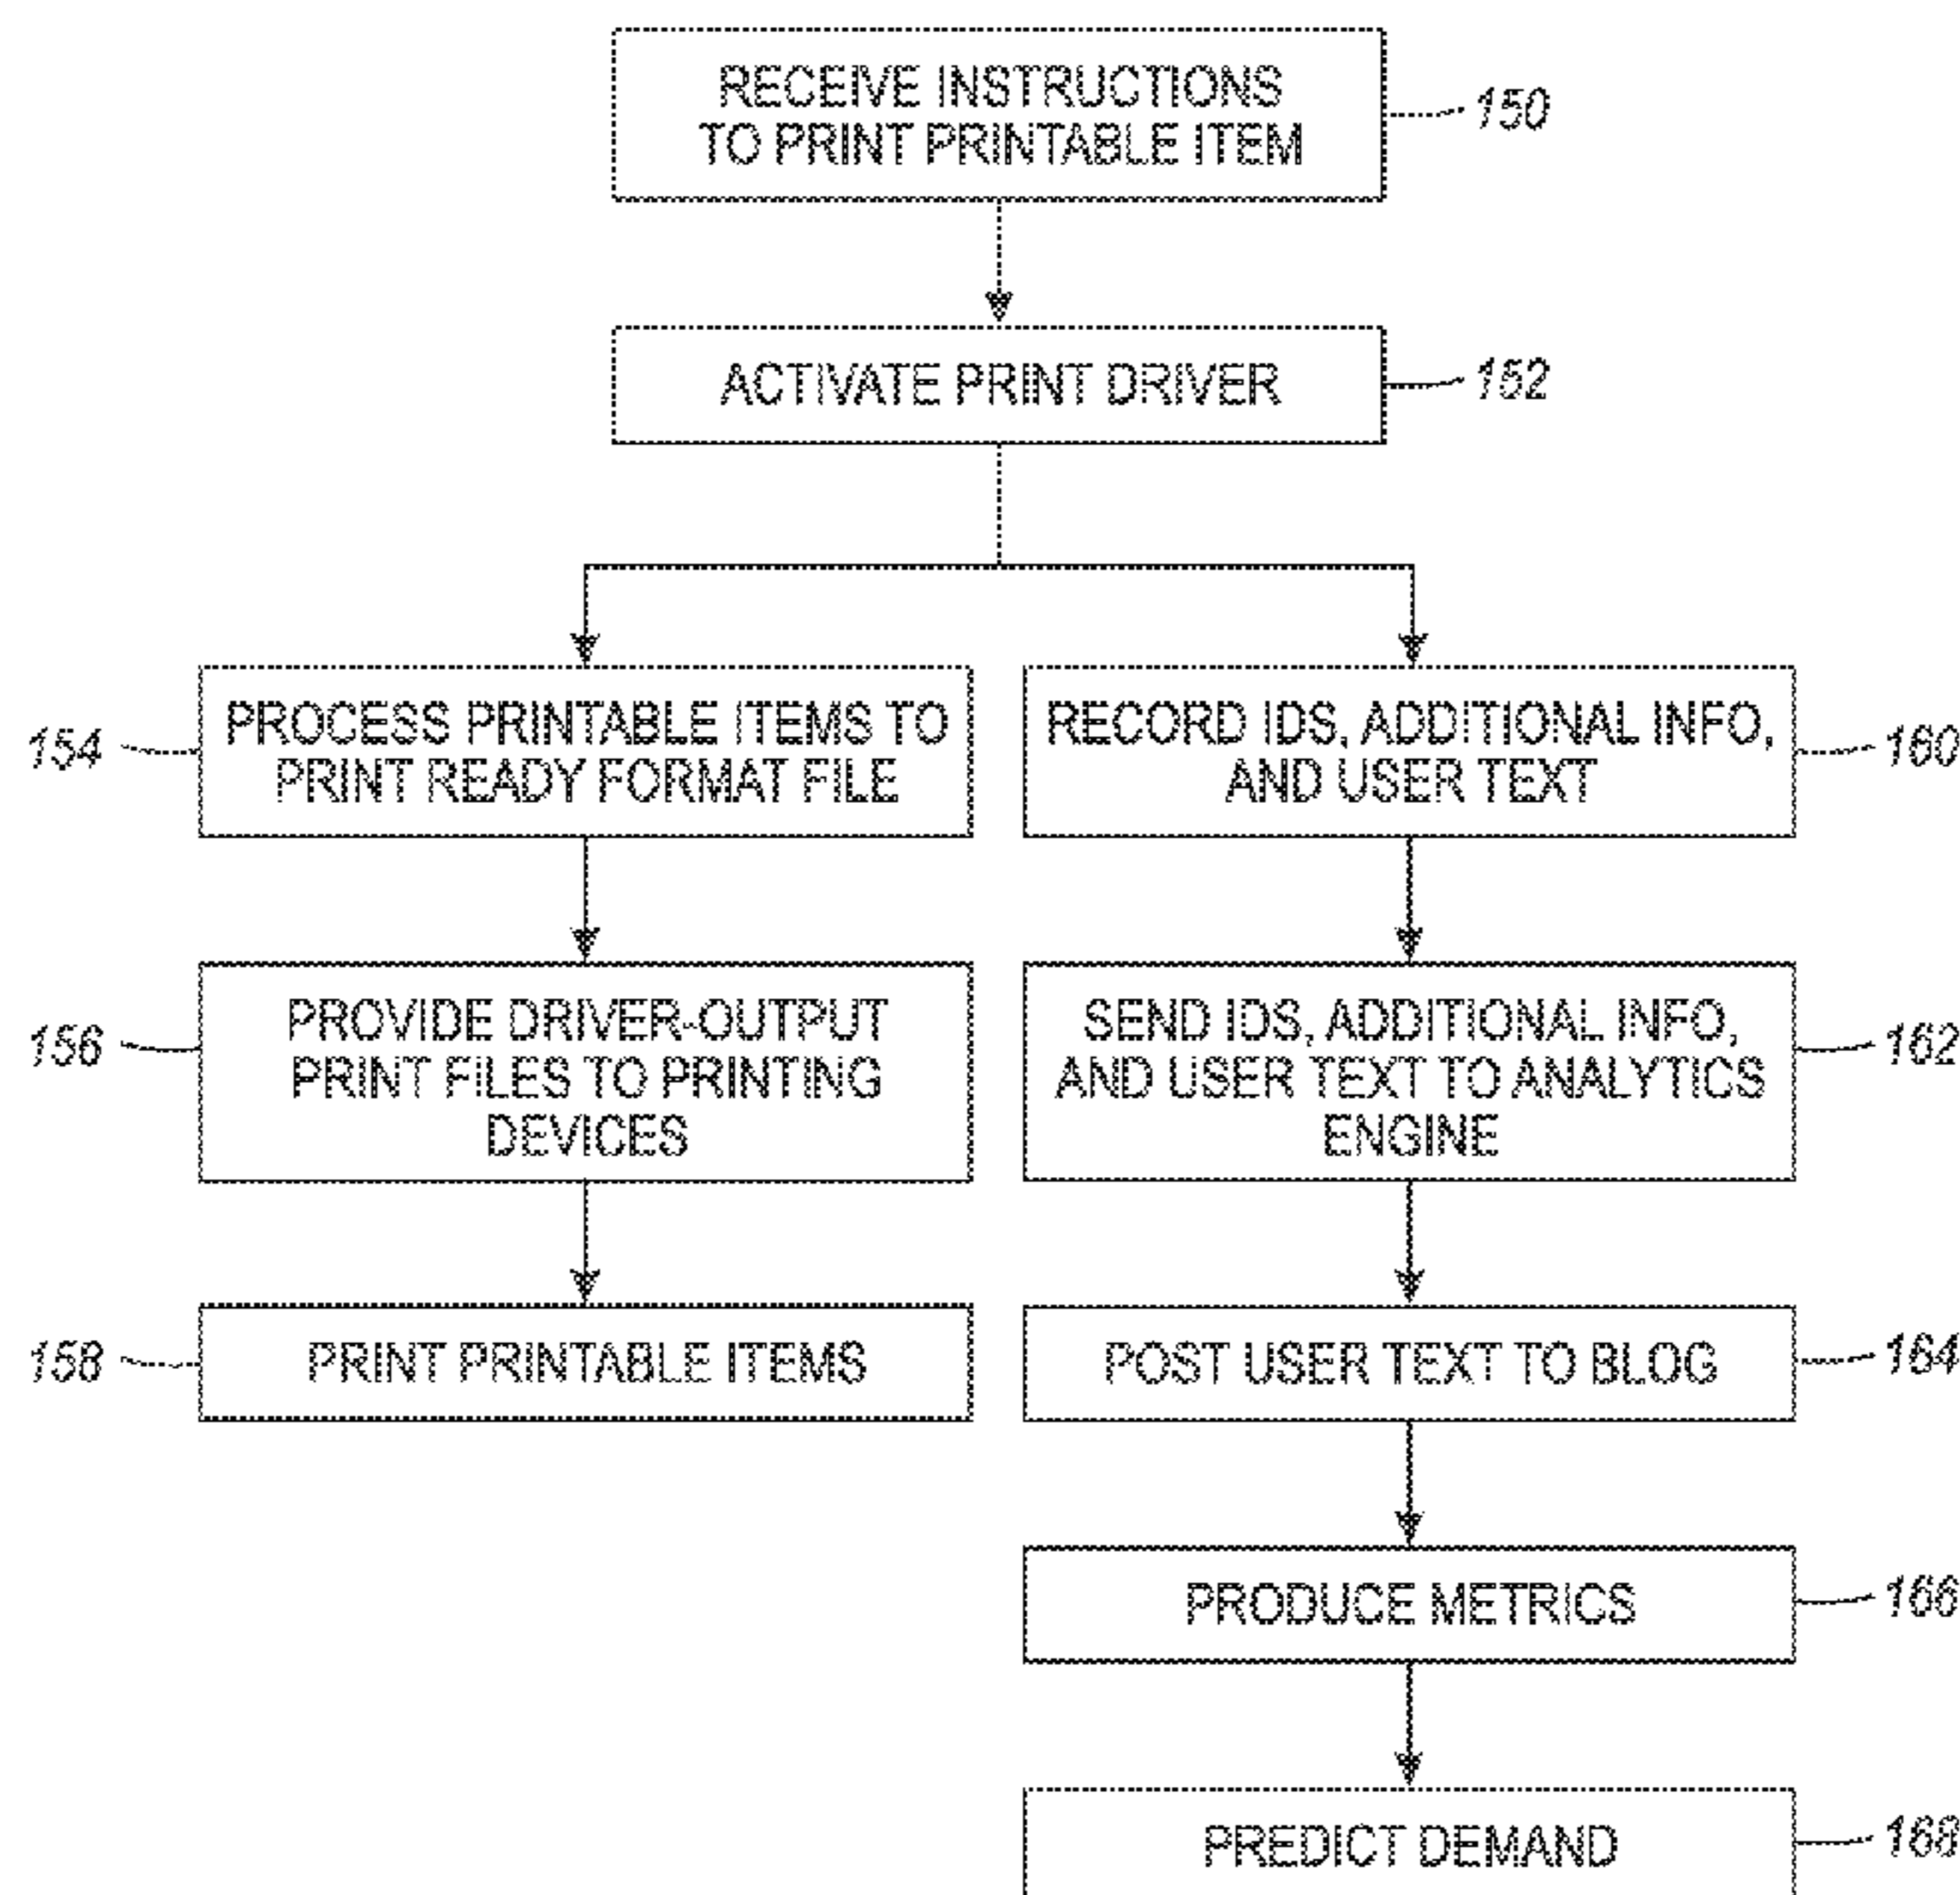 RECEIVE INSTRUCTIONS
TO PRINT PRINTABLE ITEM
150
ACTIVATE PRINT DRIVER
152
154
PROCESS PRINTABLE ITEMS TO
PRINT READY FORMAT FILE
RECORD IDS, ADDITIONAL INFO,
AND USER TEXT
160
156
PROVIDE DRIVER-OUTPUT
PRINT FILES TO PRINTING
DEVICES
SEND IDS, ADDITIONAL INFO,
AND USER TEXT TO ANALYTICS
ENGINE
162
158
PRINT PRINTABLE ITEMS
POST USER TEXT TO BLOG
164
PRODUCE METRICS
166
PREDICT DEMAND
168